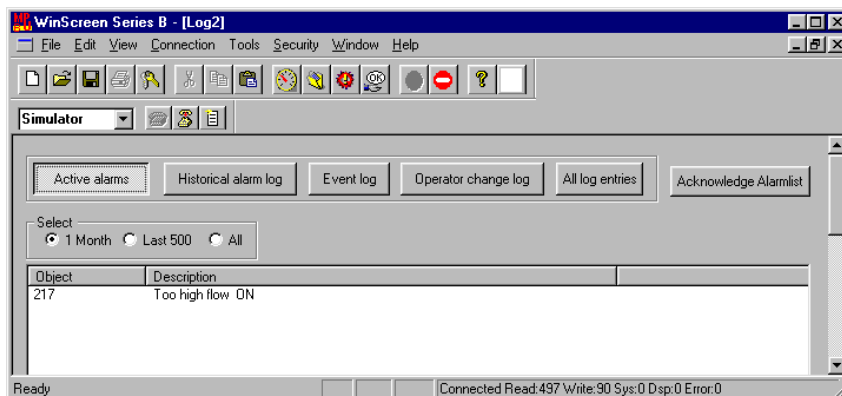 WinScreen Series B - [Log2]
File Edit View Connection Tools Security Window Help
OK
Simulator
Active alarms Historical alarm log Event log Operator change log All log entries Acknowledge Alarmlist
Select
1 Month Last 500 All
Object Description
217 Too high flow ON
Ready Connected Read:497 Write:90 Sys:0 Dsp:0 Error:0